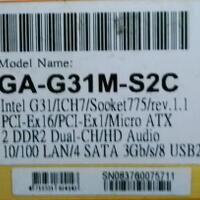 Model Name:
GA-G31M-S2C
Intel G31/ICH7/Socket775/rev.1.1
PCI-Ex16/PCI-Ex1/Micro ATX
2 DDR2 Dual-CH/HD Audio
10/100 LAN/4 SATA 3Gb/s/8 USB2
SN083760075711